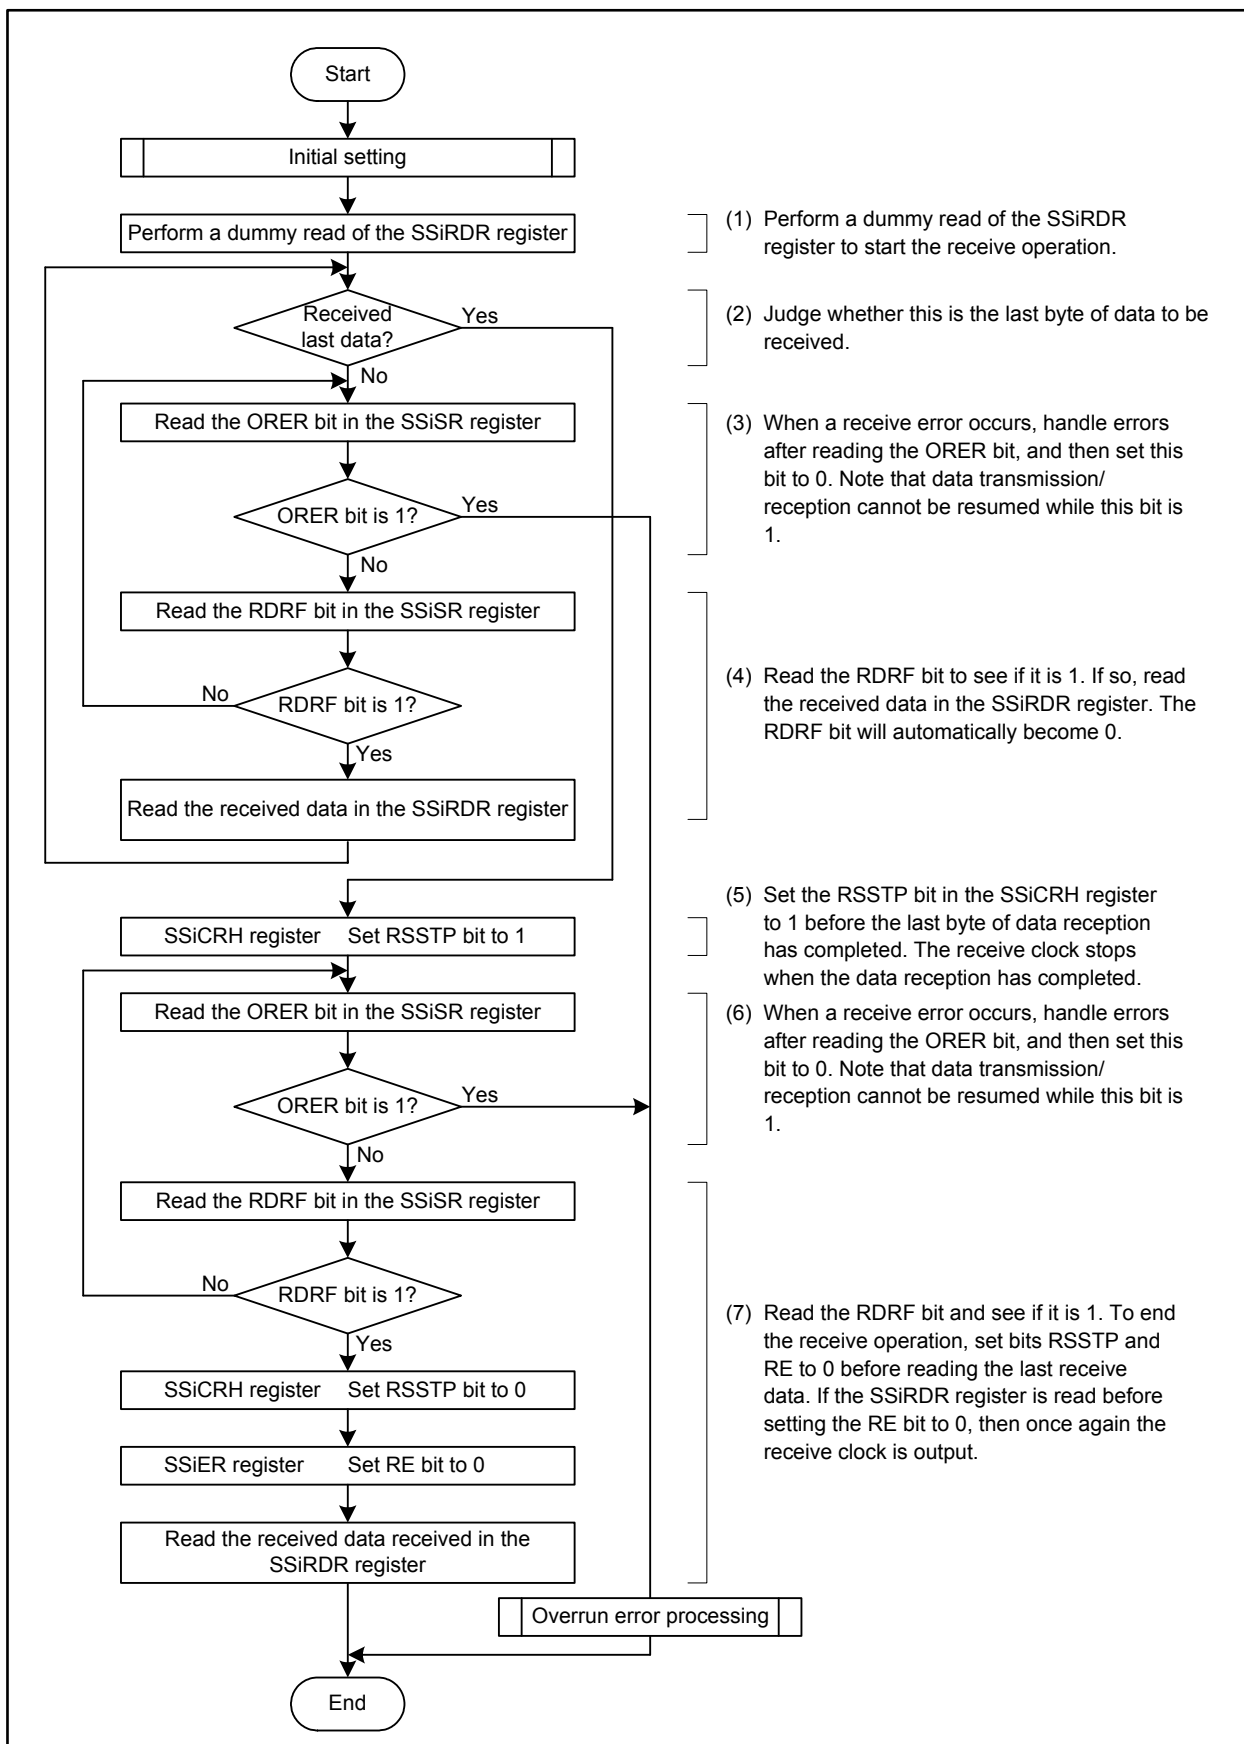 Start
Initial setting
Perform a dummy read of the SSiRDR register
Received
last data?
Yes
No
Read the ORER bit in the SSiSR register
ORER bit is 1?
Yes
No
Read the RDRF bit in the SSiSR register
RDRF bit is 1?
No
Yes
Read the received data in the SSiRDR register
SSiCRH register Set RSSTP bit to 1
Read the ORER bit in the SSiSR register
ORER bit is 1?
Yes
No
Read the RDRF bit in the SSiSR register
RDRF bit is 1?
No
Yes
SSiCRH register Set RSSTP bit to 0
SSiER register Set RE bit to 0
Read the received data received in the
SSiRDR register
Overrun error processing
End
(1) Perform a dummy read of the SSiRDR
register to start the receive operation.
(2) Judge whether this is the last byte of data to be
received.
(3) When a receive error occurs, handle errors
after reading the ORER bit, and then set this
bit to 0. Note that data transmission/
reception cannot be resumed while this bit is
1.
(4) Read the RDRF bit to see if it is 1. If so, read
the received data in the SSiRDR register. The
RDRF bit will automatically become 0.
(5) Set the RSSTP bit in the SSiCRH register
to 1 before the last byte of data reception
has completed. The receive clock stops
when the data reception has completed.
(6) When a receive error occurs, handle errors
after reading the ORER bit, and then set this
bit to 0. Note that data transmission/
reception cannot be resumed while this bit is
1.
(7) Read the RDRF bit and see if it is 1. To end
the receive operation, set bits RSSTP and
RE to 0 before reading the last receive
data. If the SSiRDR register is read before
setting the RE bit to 0, then once again the
receive clock is output.